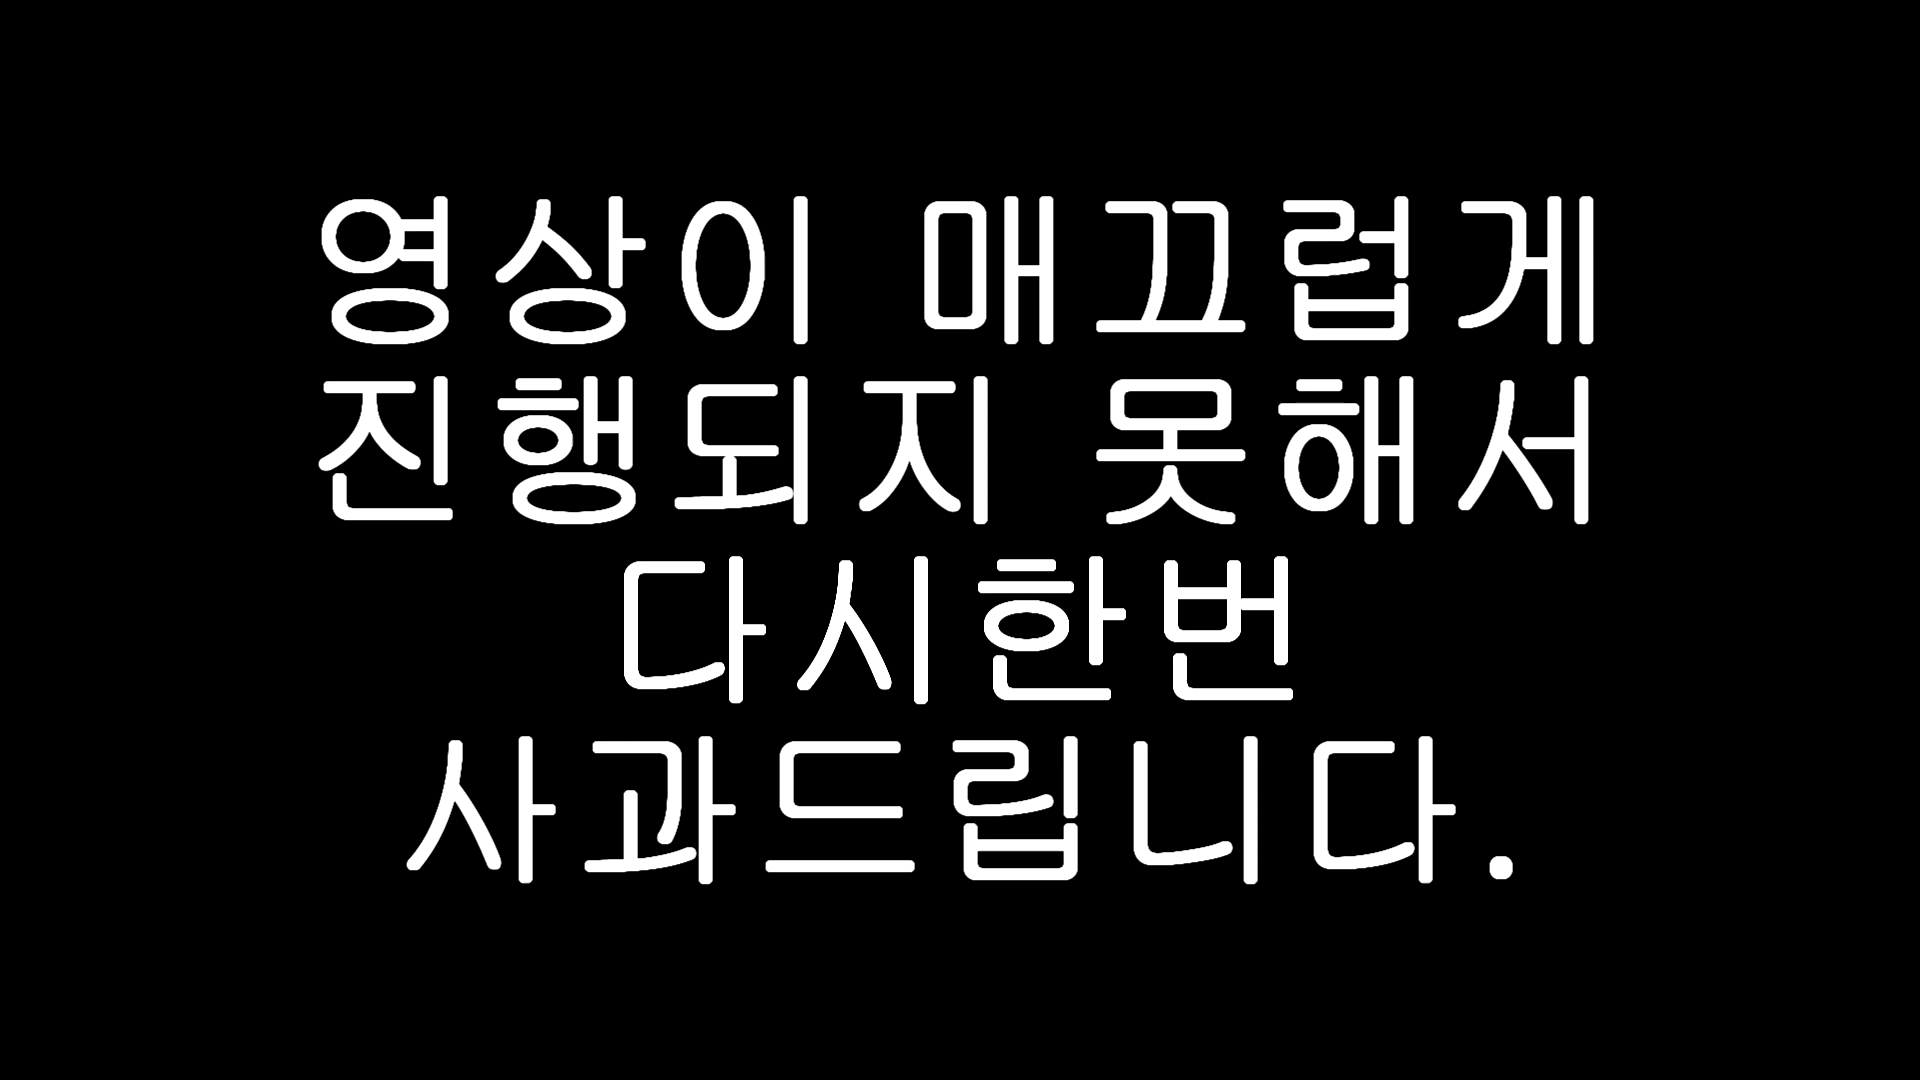 영상이 매끄럽게
진행되지 못해서
다시한번
사과드립니다.